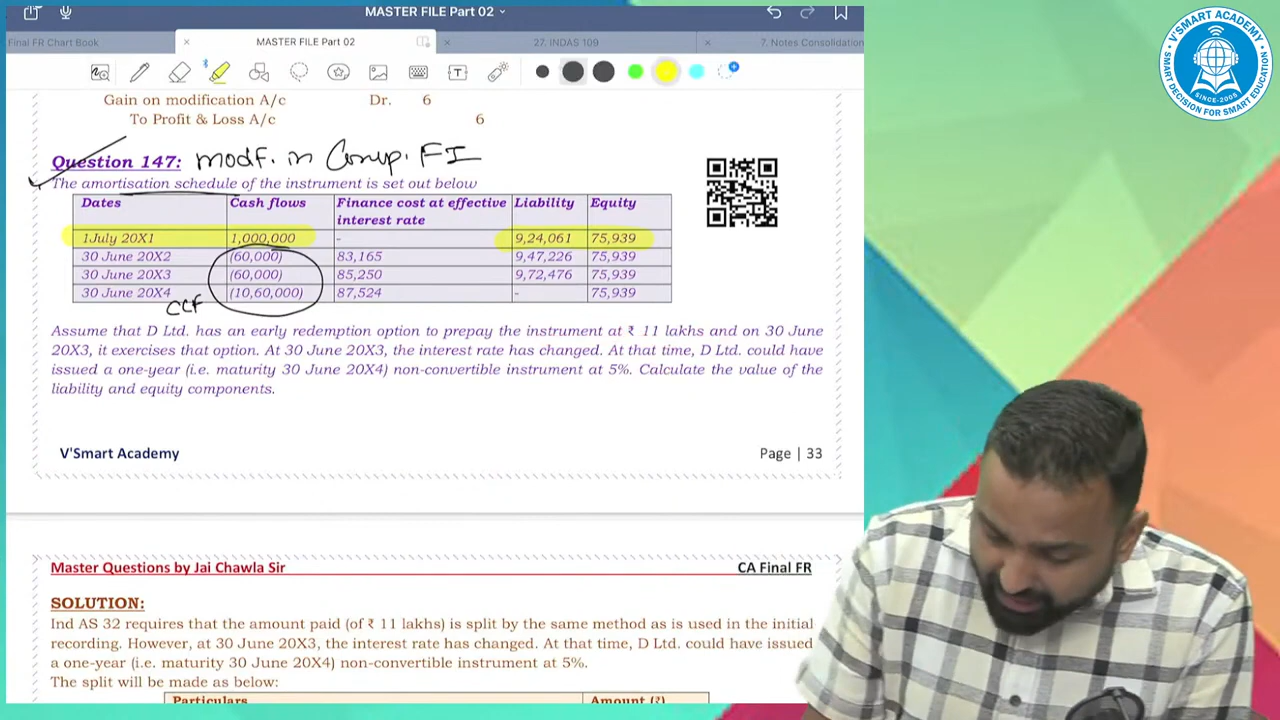 MASTER FILE Part 02
Final FR Chart Book
MASTER FILE Part 02
27. INDAS 109
7. Notes Consolidation
V'SMART ACADEMY
SMART DECISION FOR SMART EDUCATION
SINCE-2005
Gain on modification A/c Dr. 6
To Profit & Loss A/c 6
Question 147: modf. in Comp. FI
The amortisation schedule of the instrument is set out below
Dates Cash flows Finance cost at effective interest rate Liability Equity
1July 20X1 1,000,000 - 9,24,061 75,939
30 June 20X2 (60,000) 83,165 9,47,226 75,939
30 June 20X3 (60,000) 85,250 9,72,476 75,939
30 June 20X4 (10,60,000) 87,524 - 75,939
CCF
Assume that D Ltd. has an early redemption option to prepay the instrument at ₹ 11 lakhs and on 30 June
20X3, it exercises that option. At 30 June 20X3, the interest rate has changed. At that time, D Ltd. could have
issued a one-year (i.e. maturity 30 June 20X4) non-convertible instrument at 5%. Calculate the value of the
liability and equity components.
V'Smart Academy Page | 33
Master Questions by Jai Chawla Sir CA Final FR
SOLUTION:
Ind AS 32 requires that the amount paid (of ₹ 11 lakhs) is split by the same method as is used in the initial
recording. However, at 30 June 20X3, the interest rate has changed. At that time, D Ltd. could have issued
a one-year (i.e. maturity 30 June 20X4) non-convertible instrument at 5%.
The split will be made as below:
Particulars Amount (₹)